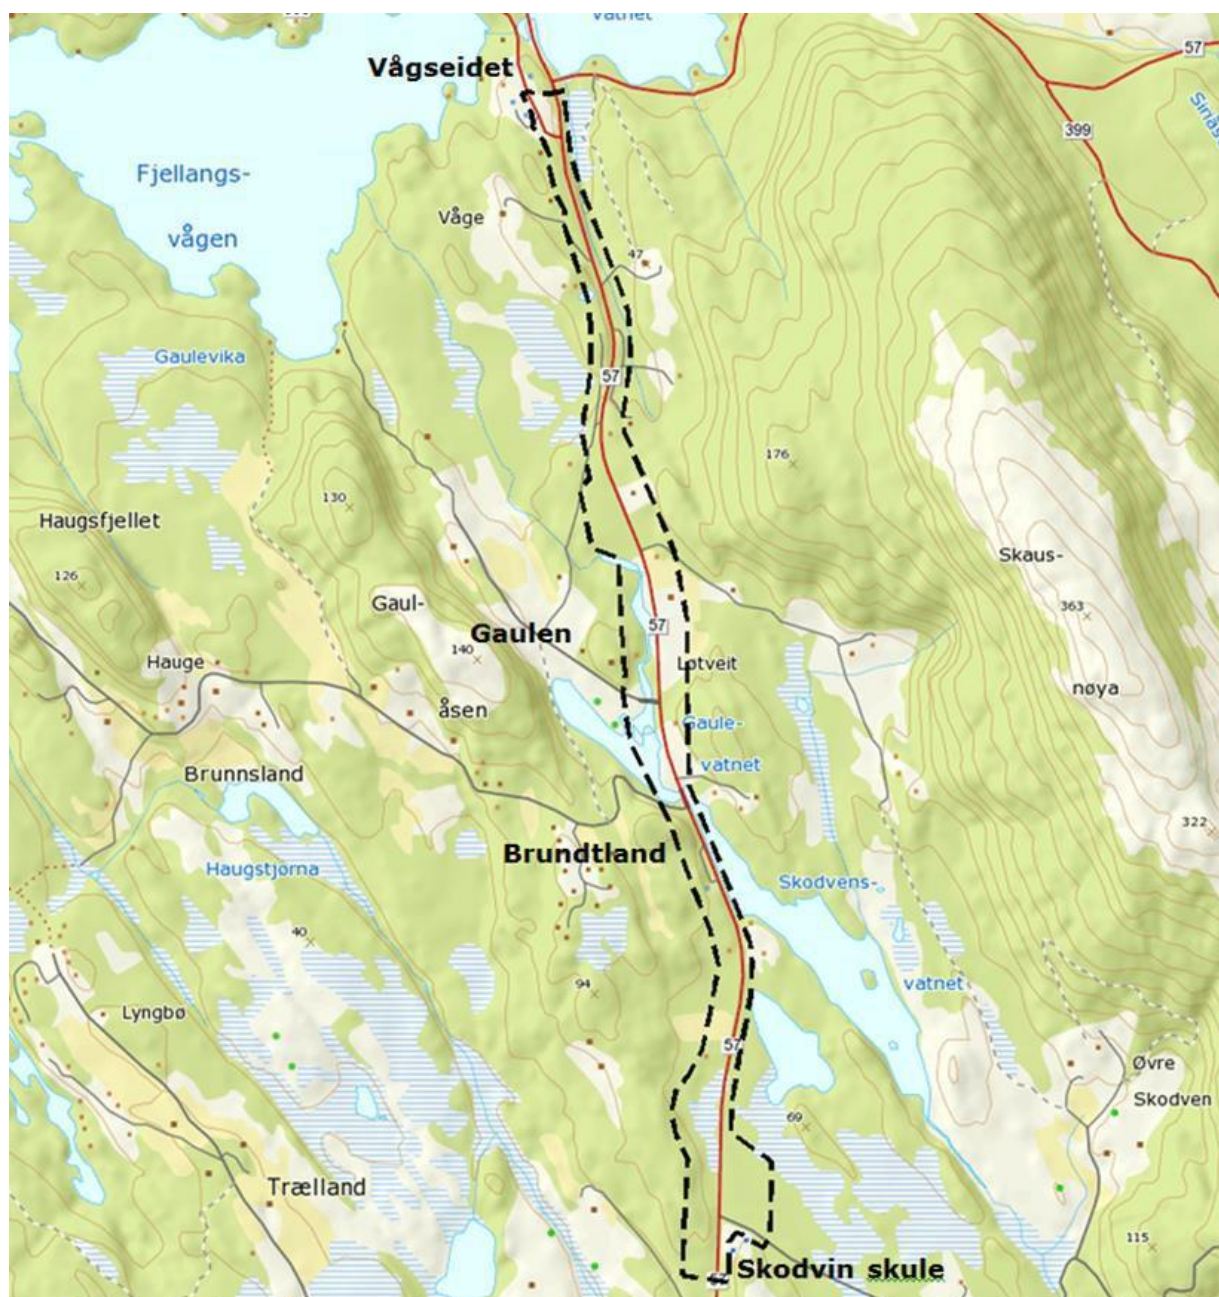 vatnet
Vågseidet
57
Sinås
399
Fjellangs-
vågen
Våge
47
Gaulevika
57
176
130
Haugsfjellet
126
Skaus-
363
nøya
Gaul-
140
åsen
Gaulen
57
Løtveit
Hauge
Gaule-
vatnet
Brunnsland
322
Brundtland
Haugstjørna
Skodvens-
vatnet
40
94
Lyngbø
57
Øvre
Skodven
69
Trælland
115
Skodvin skule